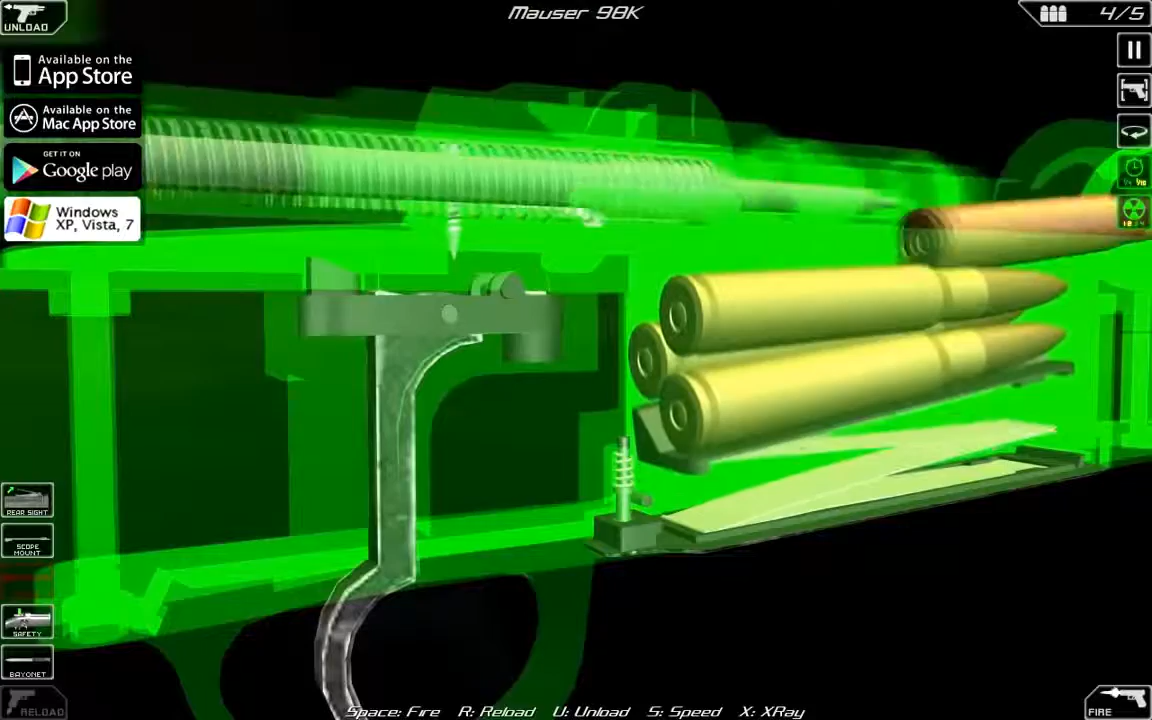 UNLOAD
Mauser 98K
4/5
Available on the
App Store
Available on the
Mac App Store
GET IT ON
Google play
Windows
XP, Vista, 7
REAR SIGHT
SCOPE
MOUNT
SAFETY
BAYONET
RELOAD
Space: Fire R: Reload U: Unload S: Speed X: XRay
FIRE